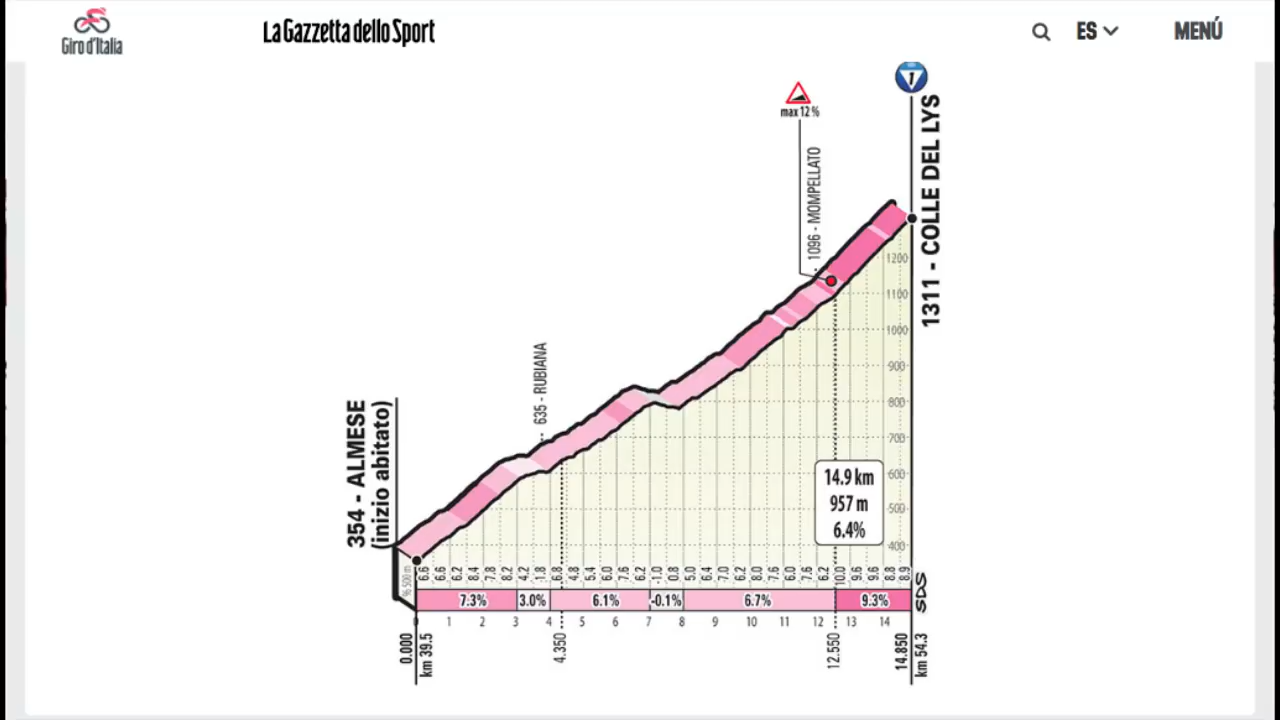 Giro d'Italia
La Gazzetta dello Sport
ES
MENÚ
1
max 12 %
1311 - COLLE DEL LYS
1096 - MOMPELLATO
635 - RUBIANA
354 - ALMESE
(inizio abitato)
1200
1100
1000
900
800
700
600
500
400
14.9 km
957 m
6.4%
% 500 m
6.6 6.6 6.2 8.4 7.8 8.2 4.2 1.8 6.8 4.8 5.4 6.0 7.6 6.2 -1.0 0.8 5.0 6.4 7.0 6.2 8.0 7.6 6.0 7.6 6.2 10.0 9.6 9.6 8.8 8.9
7.3% 3.0% 6.1% -0.1% 6.7% 9.3%
SDS
0 1 2 3 4 5 6 7 8 9 10 11 12 13 14
0.000
km 39.5
4.350
12.550
14.850
km 54.3